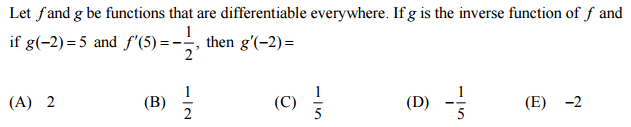 Let f and g be functions that are differentiable everywhere. If g is the inverse function of f and
if g(−2) = 5 and f′(5) = −1/2, then g′(−2) =
(A) 2 (B) 1/2 (C) 1/5 (D) −1/5 (E) −2